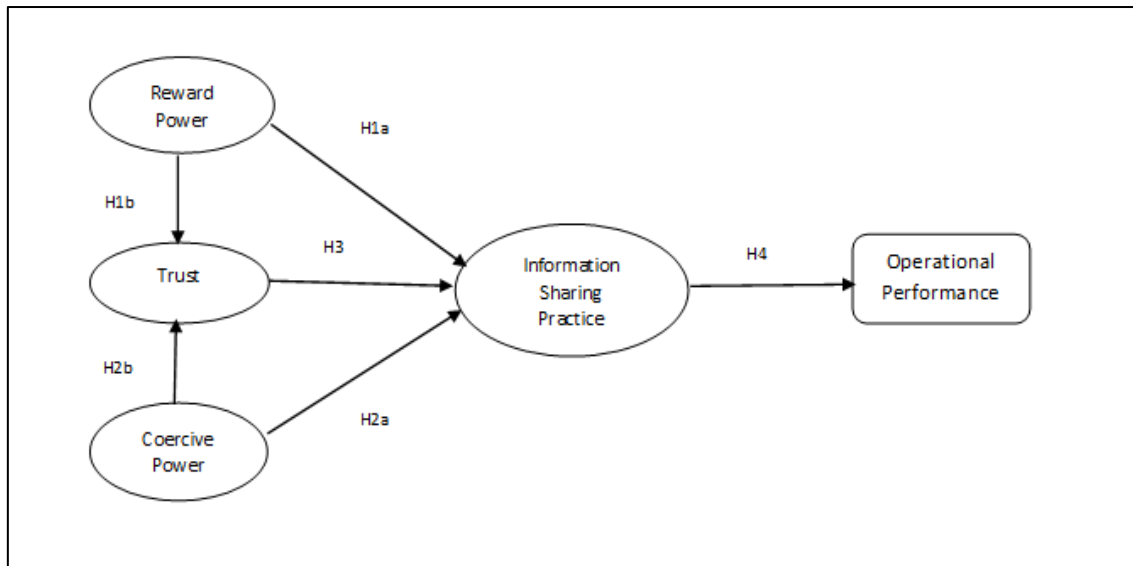 Reward
Power
H1a
H1b
Trust
H3
Information
Sharing
Practice
H4
Operational
Performance
H2b
H2a
Coercive
Power